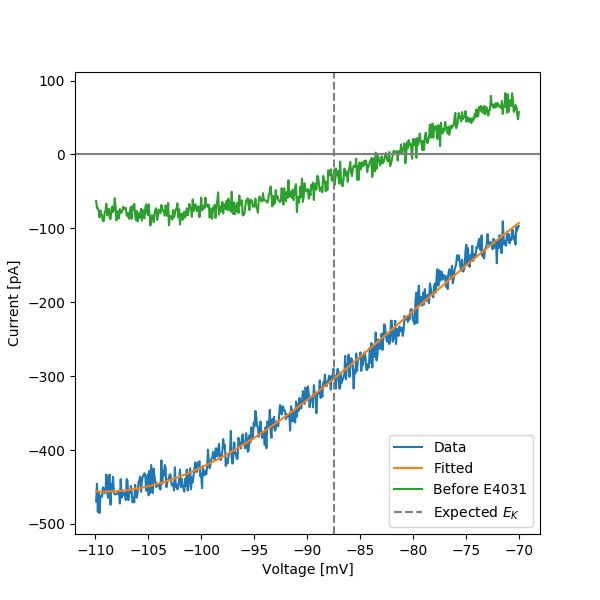 100
0
−100
−200
−300
−400
−500
Current [pA]
−110
−105
−100
−95
−90
−85
−80
−75
−70
Voltage [mV]
Data
Fitted
Before E4031
Expected E_K